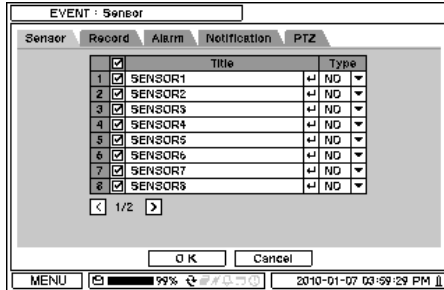 EVENT : Sensor
Sensor Record Alarm Notification PTZ
Title Type
1 SENSOR1 NO
2 SENSOR2 NO
3 SENSOR3 NO
4 SENSOR4 NO
5 SENSOR5 NO
6 SENSOR6 NO
7 SENSOR7 NO
8 SENSOR8 NO
< 1/2 >
OK Cancel
MENU 99% 2010-01-07 03:59:29 PM